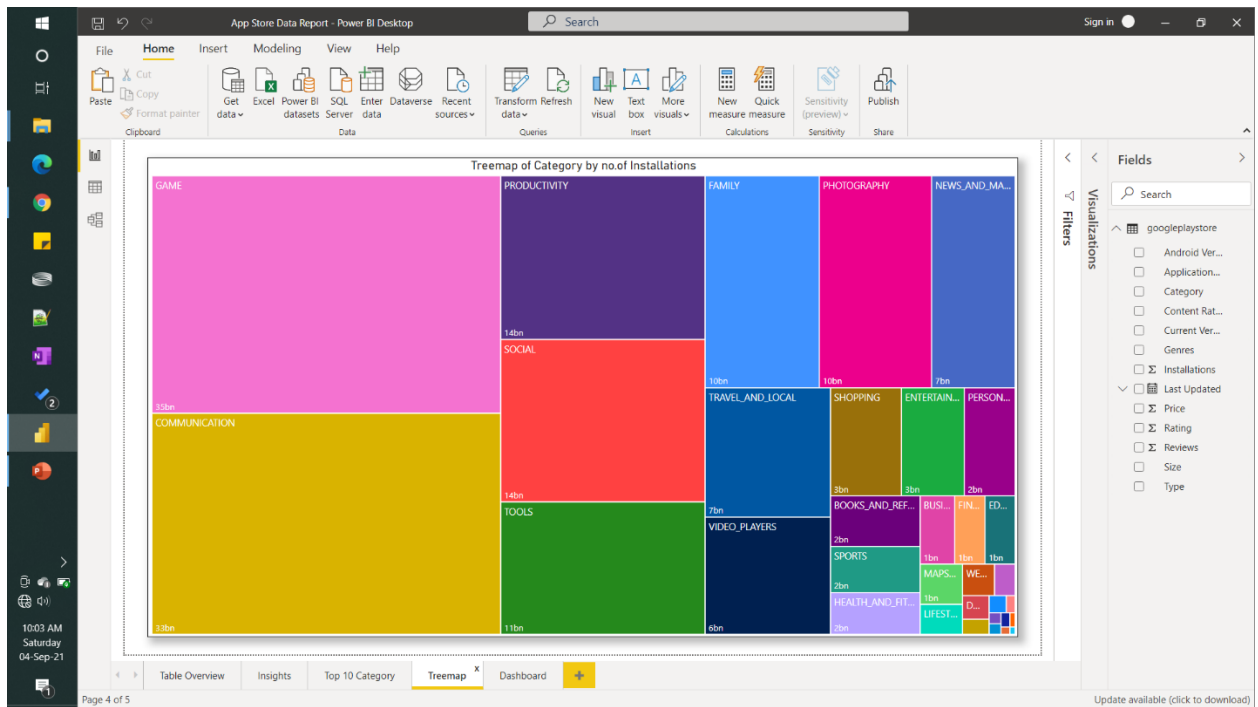 App Store Data Report - Power BI Desktop
Search
Sign in
File Home Insert Modeling View Help
Paste
Cut
Copy
Format painter
Get data
Excel
Power BI datasets
SQL Server
Enter data
Dataverse
Recent sources
Transform data
Refresh
New visual
Text box
More visuals
New measure
Quick measure
Sensitivity (preview)
Publish
Clipboard
Data
Queries
Insert
Calculations
Sensitivity
Share
Treemap of Category by no.of Installations
GAME
35bn
COMMUNICATION
33bn
PRODUCTIVITY
14bn
SOCIAL
14bn
TOOLS
11bn
FAMILY
10bn
PHOTOGRAPHY
10bn
NEWS_AND_MA...
7bn
TRAVEL_AND_LOCAL
7bn
VIDEO_PLAYERS
6bn
SHOPPING
3bn
ENTERTAIN...
3bn
PERSON...
2bn
BOOKS_AND_REF...
2bn
SPORTS
2bn
HEALTH_AND_FIT...
2bn
BUSI...
1bn
FIN...
1bn
ED...
1bn
MAPS...
1bn
LIFEST...
WE...
D...
Filters
Visualizations
Fields
Search
googleplaystore
Android Ver...
Application...
Category
Content Rat...
Current Ver...
Genres
Σ Installations
Last Updated
Σ Price
Σ Rating
Σ Reviews
Size
Type
2
10:03 AM
Saturday
04-Sep-21
1
Table Overview
Insights
Top 10 Category
Treemap x
Dashboard
+
Page 4 of 5
Update available (click to download)